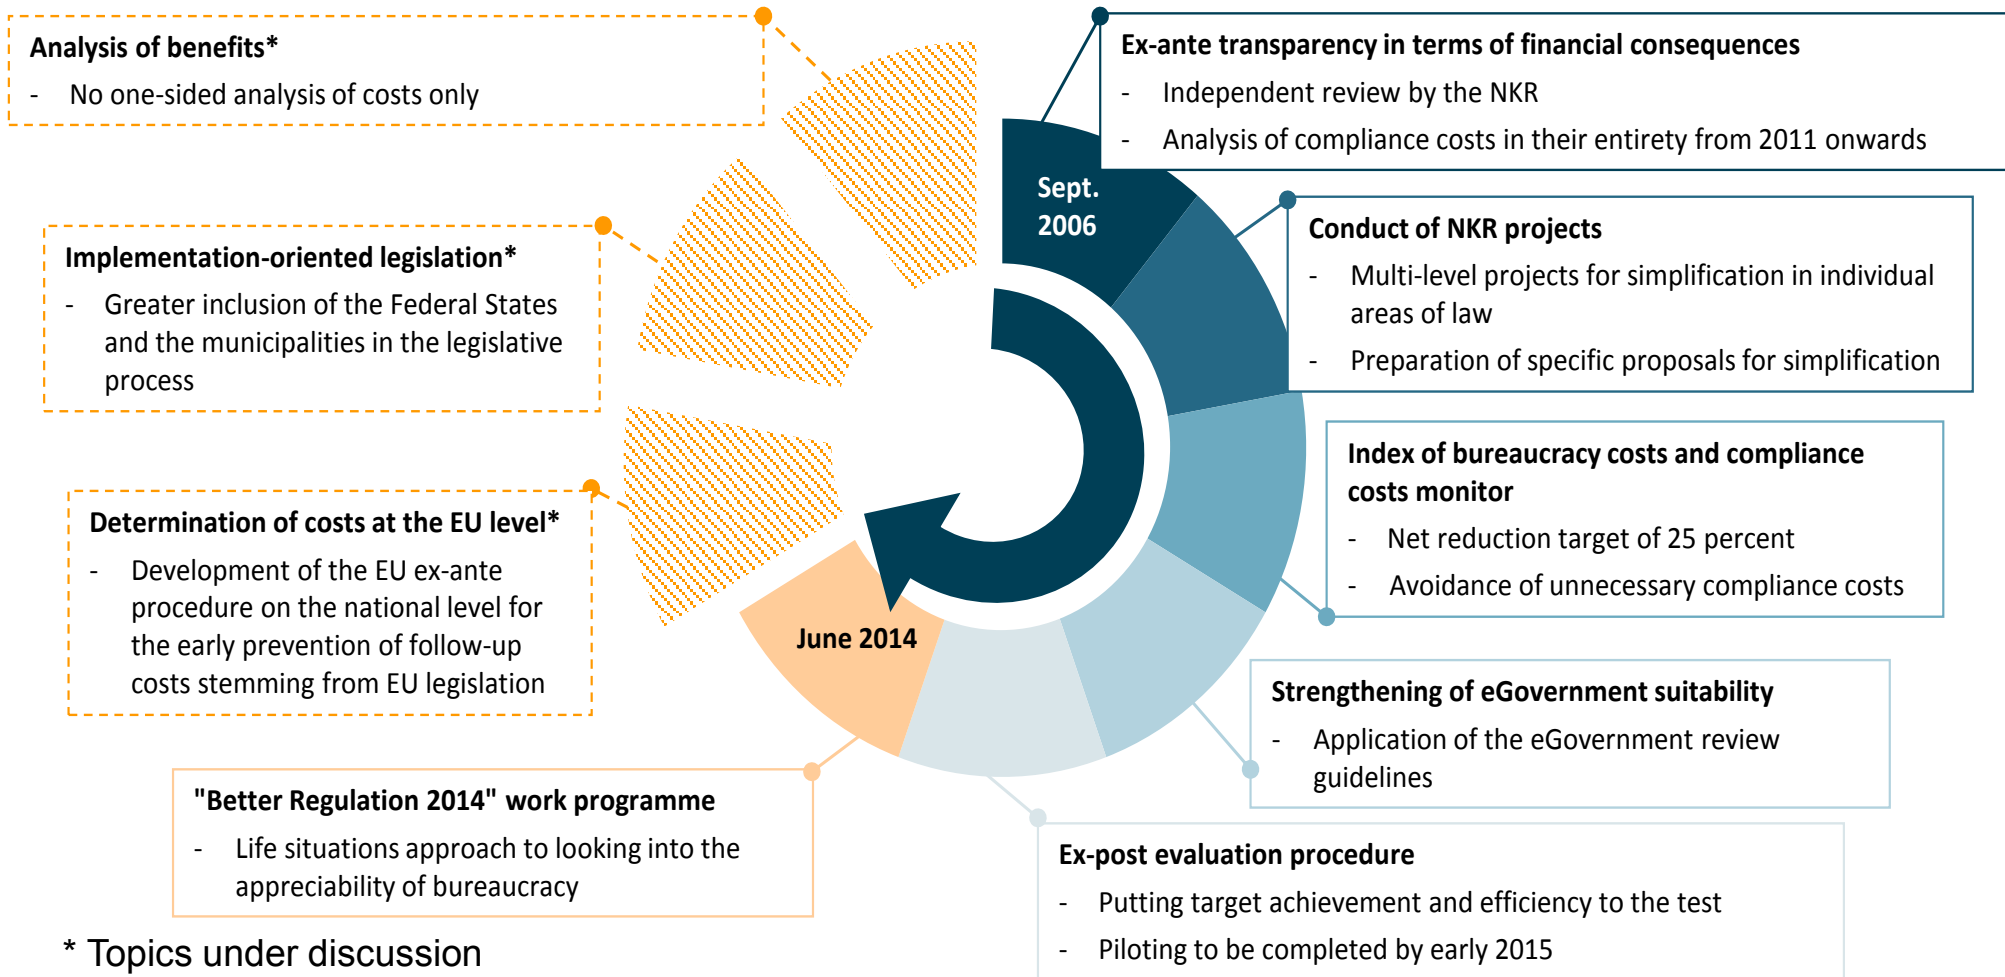 Analysis of benefits*
- No one-sided analysis of costs only
Implementation-oriented legislation*
- Greater inclusion of the Federal States
and the municipalities in the legislative
process
Determination of costs at the EU level*
- Development of the EU ex-ante
procedure on the national level for
the early prevention of follow-up
costs stemming from EU legislation
"Better Regulation 2014" work programme
- Life situations approach to looking into the
appreciability of bureaucracy
* Topics under discussion
Sept.
2006
June 2014
Ex-ante transparency in terms of financial consequences
- Independent review by the NKR
- Analysis of compliance costs in their entirety from 2011 onwards
Conduct of NKR projects
- Multi-level projects for simplification in individual
areas of law
- Preparation of specific proposals for simplification
Index of bureaucracy costs and compliance
costs monitor
- Net reduction target of 25 percent
- Avoidance of unnecessary compliance costs
Strengthening of eGovernment suitability
- Application of the eGovernment review
guidelines
Ex-post evaluation procedure
- Putting target achievement and efficiency to the test
- Piloting to be completed by early 2015